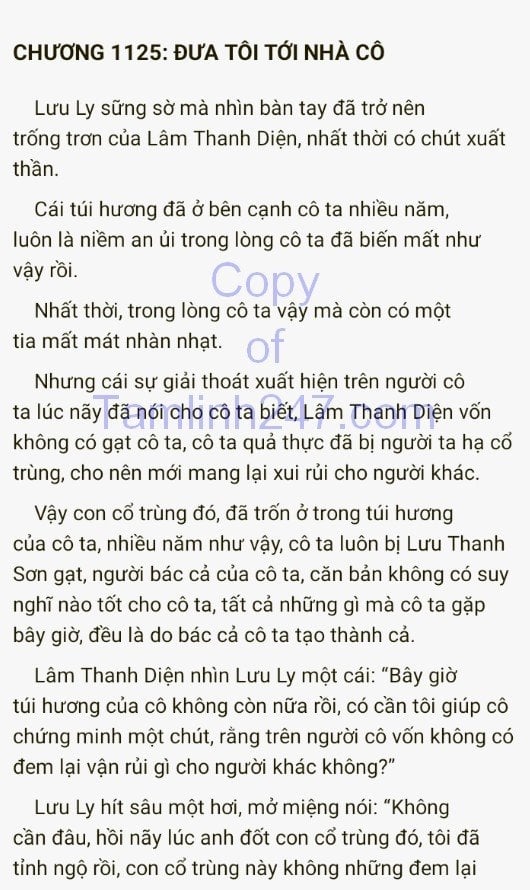 CHƯƠNG 1125: ĐƯA TÔI TỚI NHÀ CÔ
Lưu Ly sững sờ mà nhìn bàn tay đã trở nên
trống trơn của Lâm Thanh Diện, nhất thời có chút xuất
thần.
Cái túi hương đã ở bên cạnh cô ta nhiều năm,
luôn là niềm an ủi trong lòng cô ta đã biến mất như
vậy rồi.
Copy
Nhất thời, trong lòng cô ta vậy mà còn có một
tia mất mát nhàn nhạt.
of
Nhưng cái sự giải thoát xuất hiện trên người cô
ta lúc nãy đã nói cho cô ta biết, Lâm Thanh Diện vốn
Tamlinh247.com
không có gạt cô ta, cô ta quả thực đã bị người ta hạ cổ
trùng, cho nên mới mang lại xui rủi cho người khác.
Vậy con cổ trùng đó, đã trốn ở trong túi hương
của cô ta, nhiều năm như vậy, cô ta luôn bị Lưu Thanh
Sơn gạt, người bác cả của cô ta, căn bản không có suy
nghĩ nào tốt cho cô ta, tất cả những gì mà cô ta gặp
bây giờ, đều là do bác cả cô ta tạo thành cả.
Lâm Thanh Diện nhìn Lưu Ly một cái: “Bây giờ
túi hương của cô không còn nữa rồi, có cần tôi giúp cô
chứng minh một chút, rằng trên người cô vốn không có
đem lại vận rủi gì cho người khác không?”
Lưu Ly hít sâu một hơi, mở miệng nói: “Không
cần đâu, hồi nãy lúc anh đốt con cổ trùng đó, tôi đã
tỉnh ngộ rồi, con cổ trùng này không những đem lại